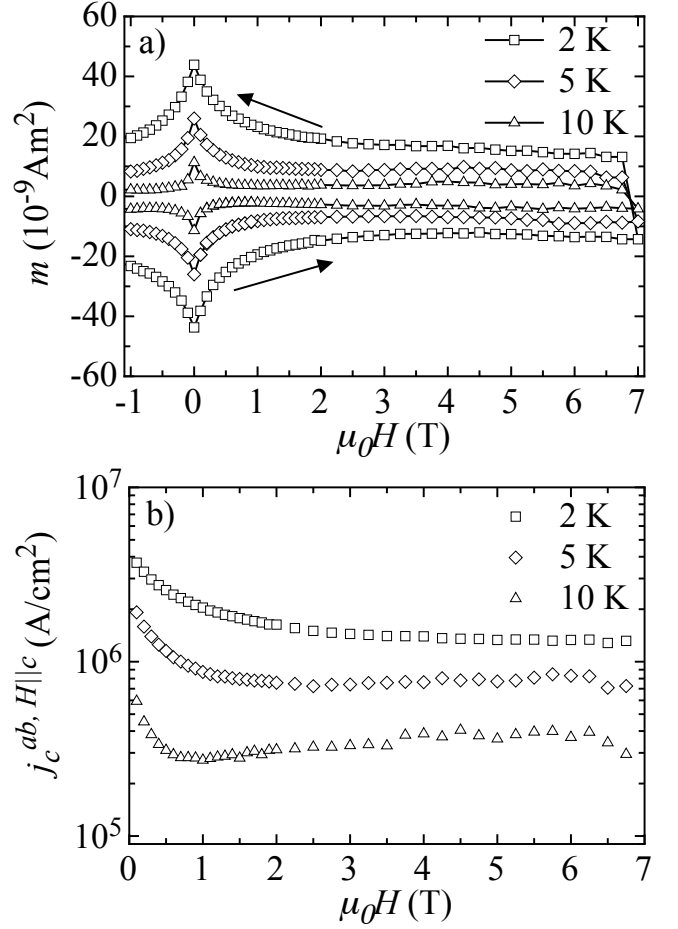 60
a)
2 K
40
5 K
20
10 K
0
-20
-40
-60
m (10⁻⁹Am²)
-1 0 1 2 3 4 5 6 7
μ₀H (T)
10⁷
b)
2 K
5 K
10 K
10⁶
10⁵
j_c^{ab, H||c} (A/cm²)
0 1 2 3 4 5 6 7
μ₀H (T)